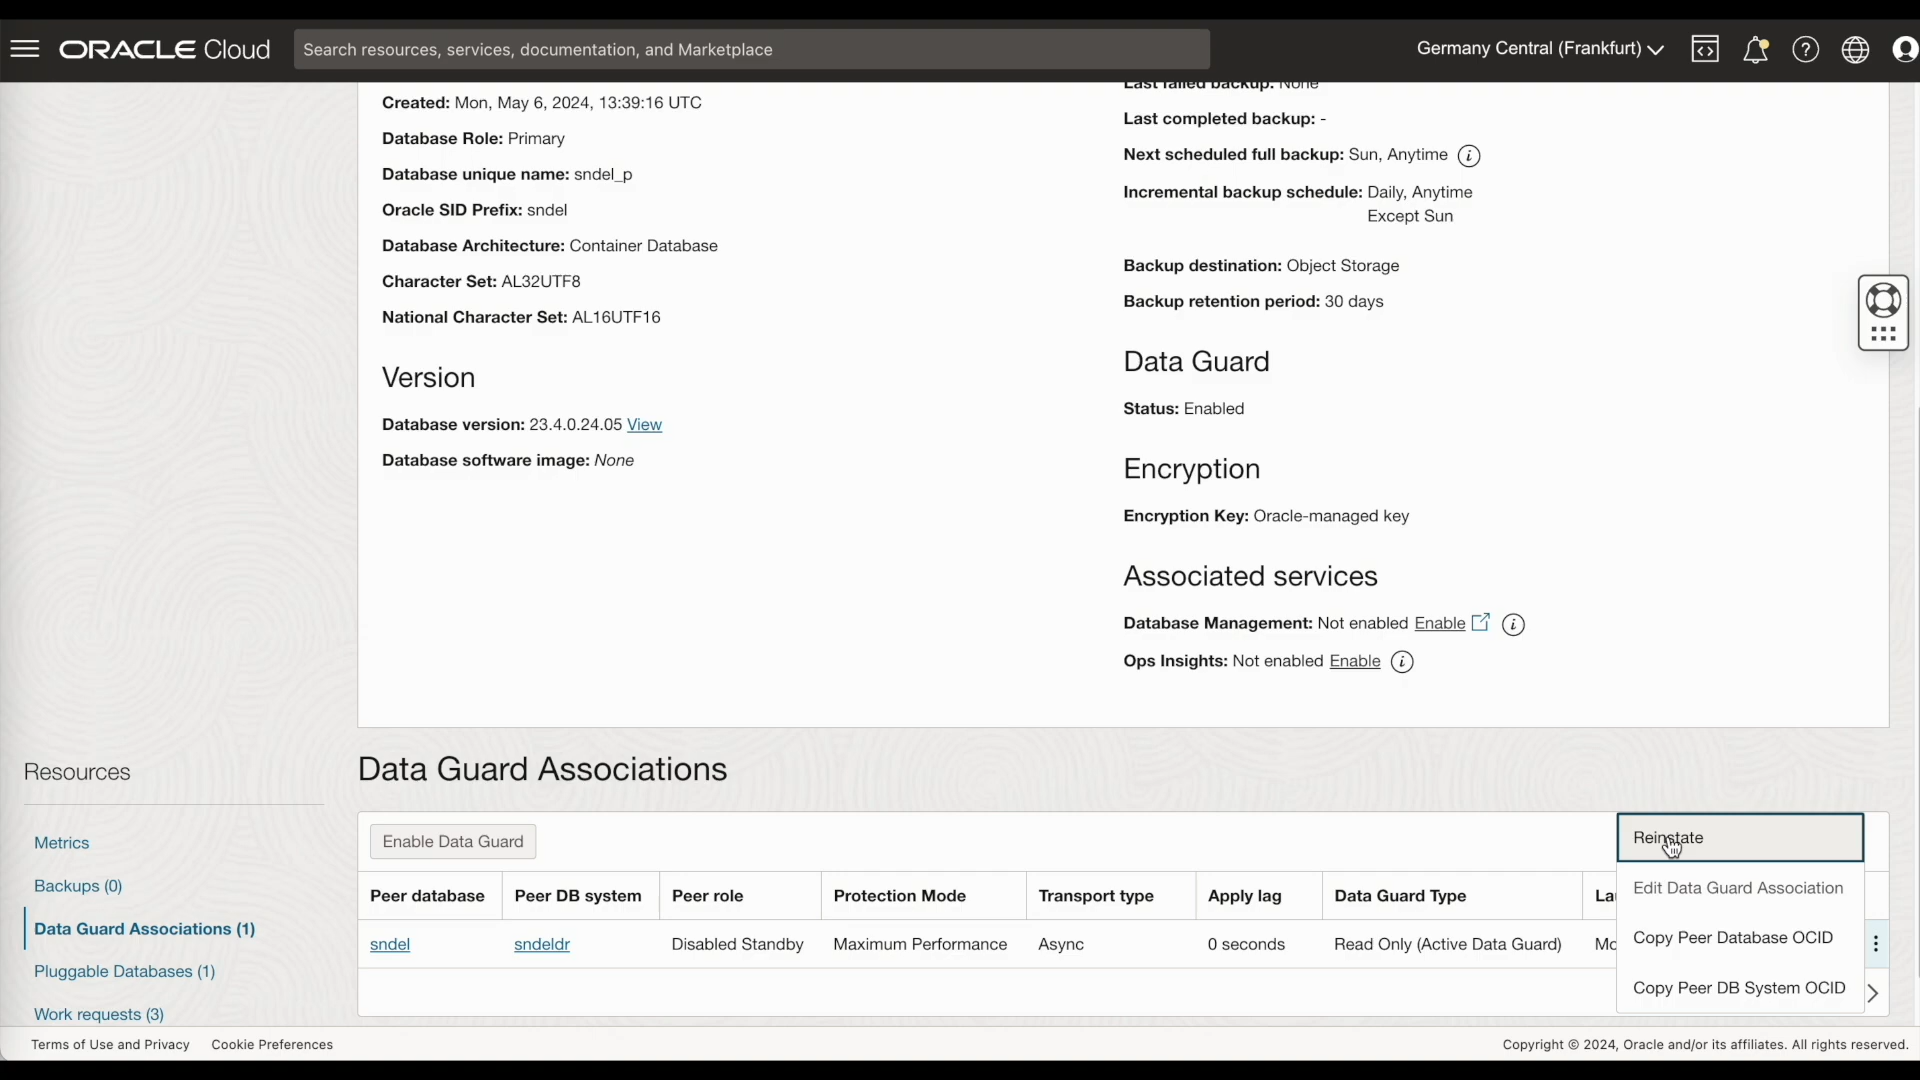 ORACLE Cloud
Search resources, services, documentation, and Marketplace
Germany Central (Frankfurt)
Created: Mon, May 6, 2024, 13:39:16 UTC
Database Role: Primary
Database unique name: sndel_p
Oracle SID Prefix: sndel
Database Architecture: Container Database
Character Set: AL32UTF8
National Character Set: AL16UTF16
Version
Database version: 23.4.0.24.05 View
Database software image: None
Last failed backup: None
Last completed backup: -
Next scheduled full backup: Sun, Anytime
Incremental backup schedule: Daily, Anytime
Except Sun
Backup destination: Object Storage
Backup retention period: 30 days
Data Guard
Status: Enabled
Encryption
Encryption Key: Oracle-managed key
Associated services
Database Management: Not enabled Enable
Ops Insights: Not enabled Enable
Resources
Metrics
Backups (0)
Data Guard Associations (1)
Pluggable Databases (1)
Work requests (3)
Data Guard Associations
Enable Data Guard
Peer database Peer DB system Peer role Protection Mode Transport type Apply lag Data Guard Type La
sndel sndeldr Disabled Standby Maximum Performance Async 0 seconds Read Only (Active Data Guard) Mo
Reinstate
Edit Data Guard Association
Copy Peer Database OCID
Copy Peer DB System OCID
Terms of Use and Privacy Cookie Preferences
Copyright © 2024, Oracle and/or its affiliates. All rights reserved.